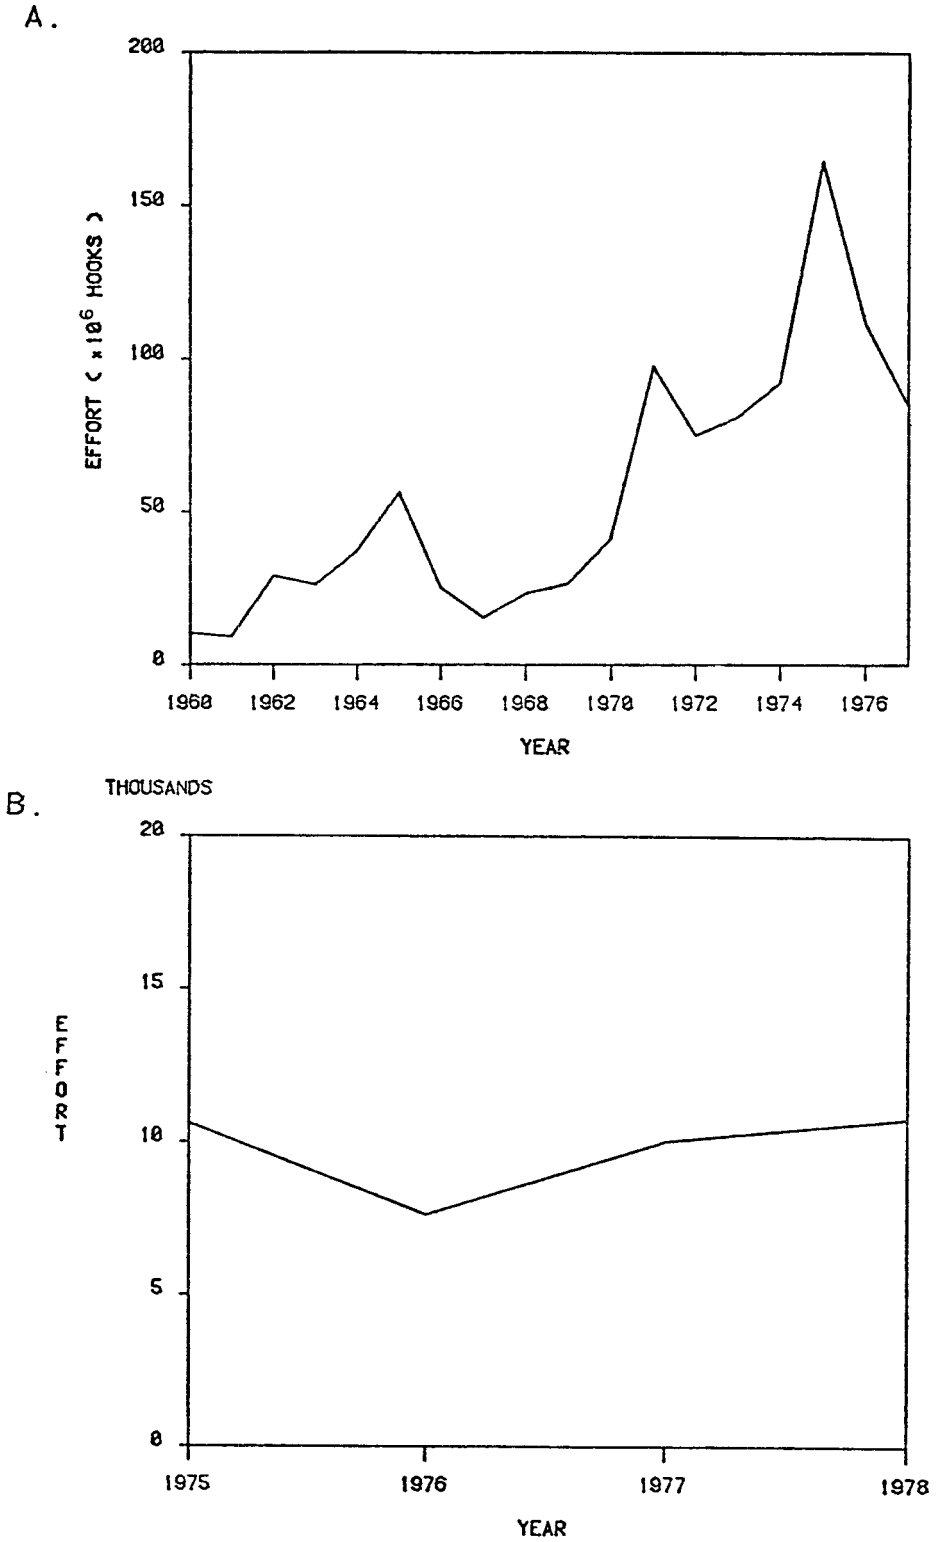 A.
200
150
100
50
0
EFFORT ( ×10⁶ HOOKS )
1960 1962 1964 1966 1968 1970 1972 1974 1976
YEAR
THOUSANDS
B.
20
15
10
5
0
EFFORT
1975 1976 1977 1978
YEAR